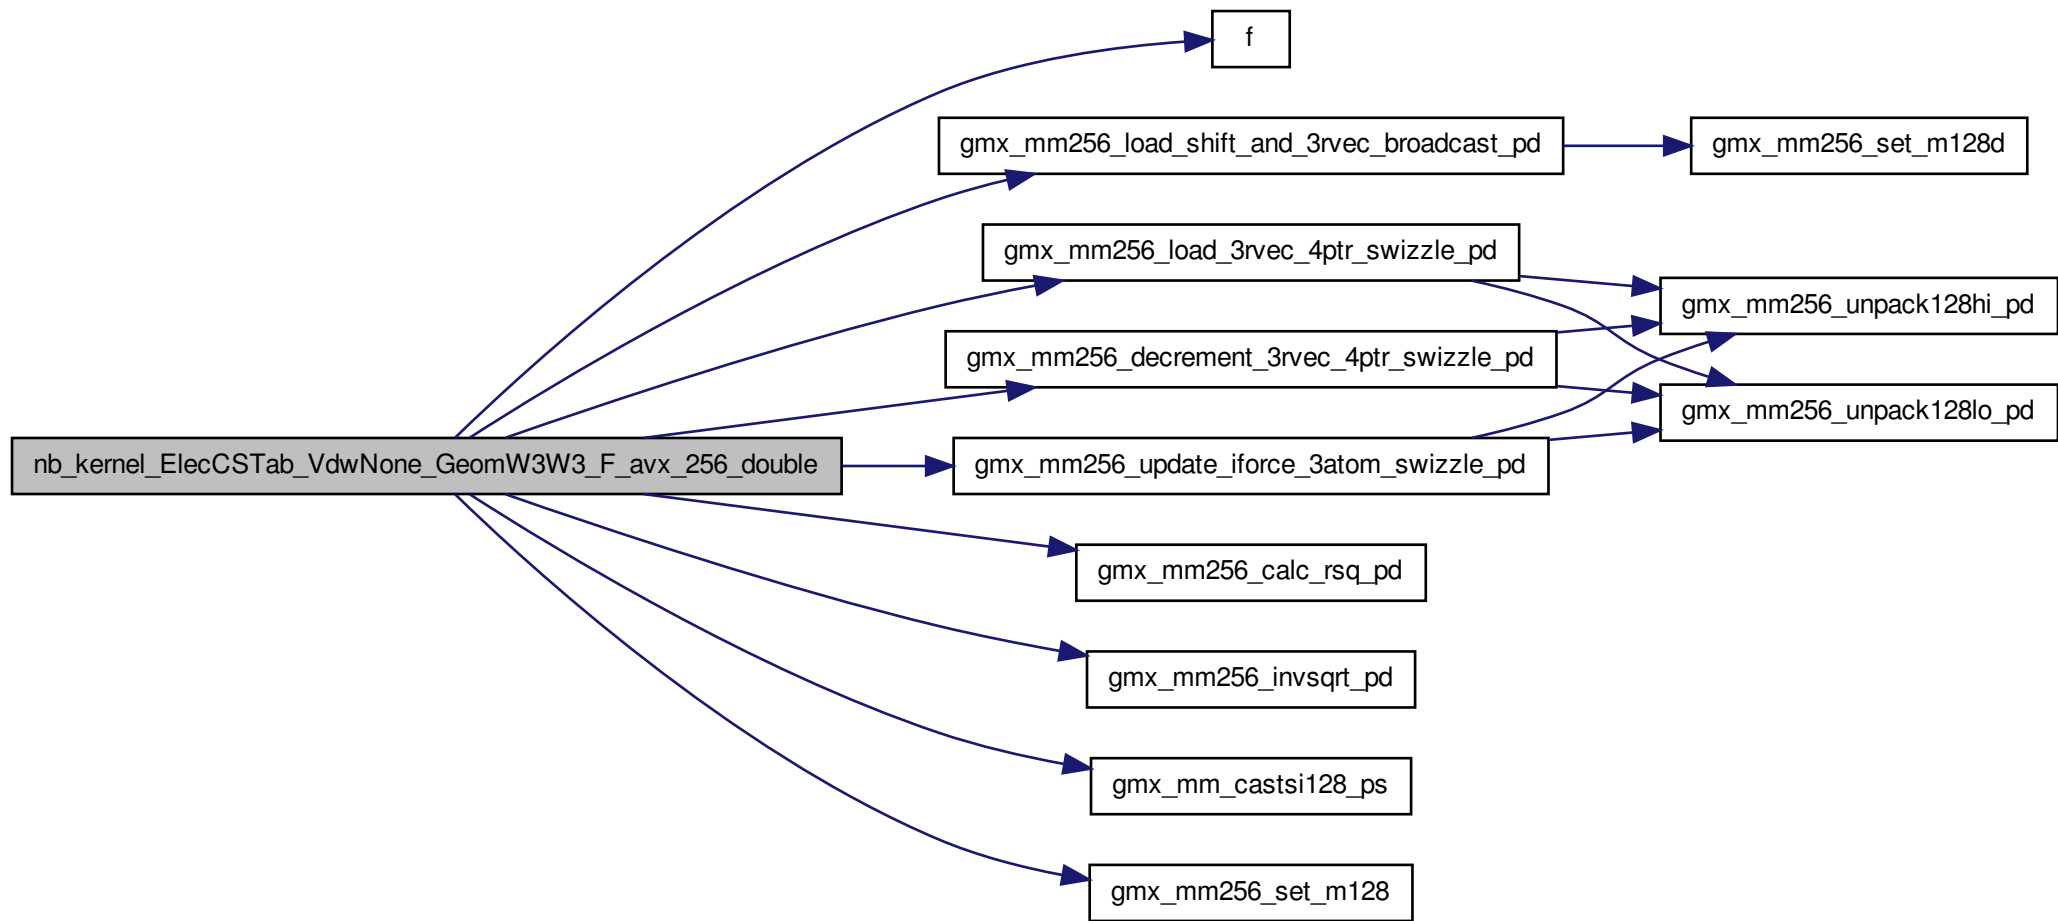 f
gmx_mm256_load_shift_and_3rvec_broadcast_pd
gmx_mm256_set_m128d
gmx_mm256_load_3rvec_4ptr_swizzle_pd
gmx_mm256_unpack128hi_pd
gmx_mm256_decrement_3rvec_4ptr_swizzle_pd
gmx_mm256_unpack128lo_pd
nb_kernel_ElecCSTab_VdwNone_GeomW3W3_F_avx_256_double
gmx_mm256_update_iforce_3atom_swizzle_pd
gmx_mm256_calc_rsq_pd
gmx_mm256_invsqrt_pd
gmx_mm_castsi128_ps
gmx_mm256_set_m128